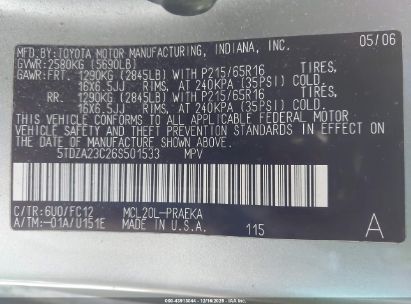 MFD.BY:TOYOTA MOTOR MANUFACTURING, INDIANA, INC. 05/06
GVWR: 2580KG (5690LB)
GAWR:FRT. 1290KG (2845LB) WITH P215/65R16 TIRES,
16X6.5JJ RIMS, AT 240KPA (35PSI) COLD.
RR. 1290KG (2845LB) WITH P215/65R16 TIRES,
16X6.5JJ RIMS, AT 240KPA (35PSI) COLD.
THIS VEHICLE CONFORMS TO ALL APPLICABLE FEDERAL MOTOR
VEHICLE SAFETY AND THEFT PREVENTION STANDARDS IN EFFECT ON
THE DATE OF MANUFACTURE SHOWN ABOVE.
5TDZA23C26S501533 MPV
C/TR:6U0/FC12 MCL20L-PRAEKA
A/TM:-01A/U151E MADE IN U.S.A. 115 A